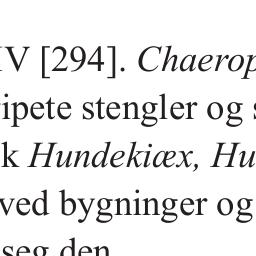 IV [294]. Chaerop
ipete stengler og s
k Hundekiæx, Hu
ved bygninger og
seg den